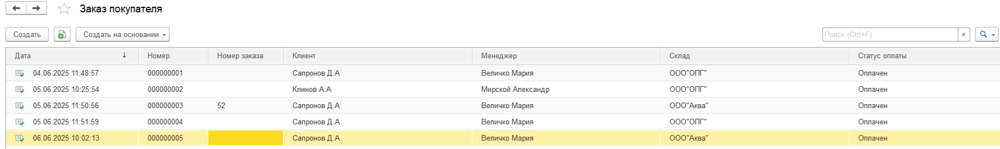 Заказ покупателя
Создать Создать на основании Поиск (Ctrl+F) ×
Дата ↓ Номер Номер заказа Клиент Менеджер Склад Статус оплаты
04.06.2025 11:48:57 000000001 Сапронов Д.А Величко Мария ООО"ОПГ" Оплачен
05.06.2025 10:25:54 000000002 Клинов А.А Мирской Александр ООО"ОПГ" Оплачен
05.06.2025 11:50:56 000000003 52 Сапронов Д.А Величко Мария ООО"Аква" Оплачен
05.06.2025 11:51:59 000000004 Сапронов Д.А Величко Мария ООО"ОПГ" Оплачен
06.06.2025 10:02:13 000000005 Сапронов Д.А Величко Мария ООО"Аква" Оплачен